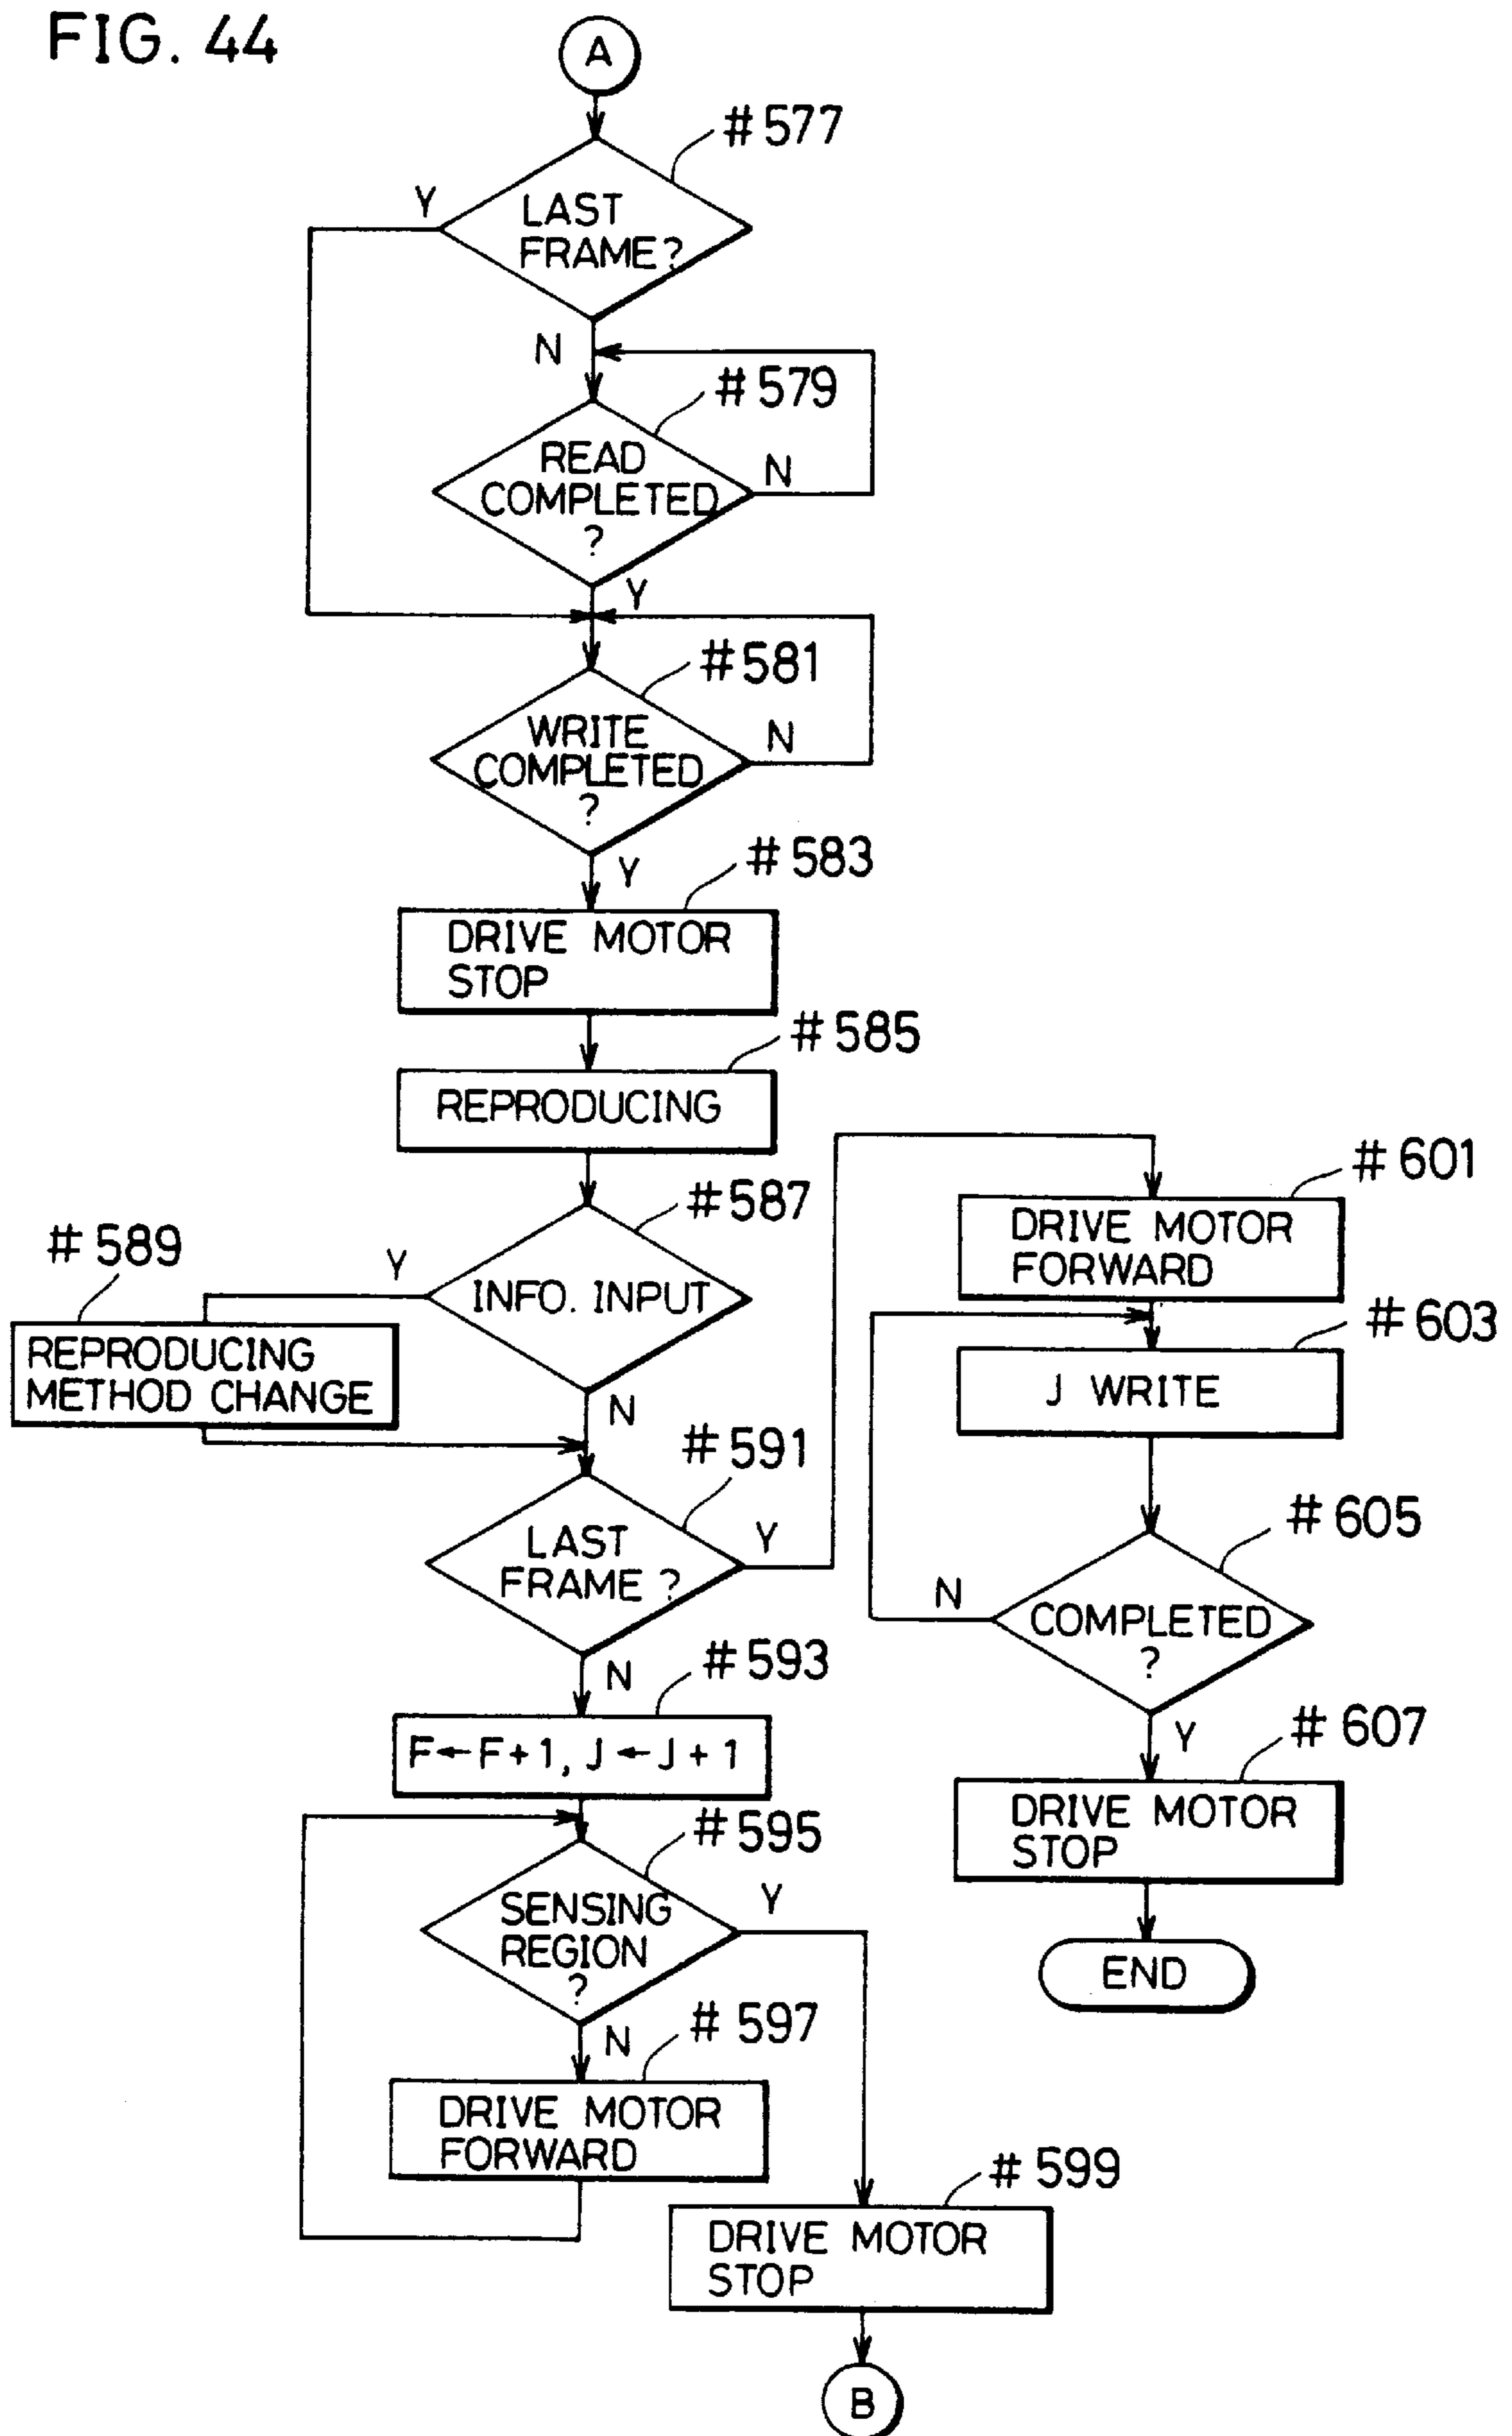 FIG. 44
A
#577
Y
LAST
FRAME?
N
#579
READ
COMPLETED
?
N
Y
#581
WRITE
COMPLETED
?
N
Y
#583
DRIVE MOTOR
STOP
#585
REPRODUCING
#587
INFO. INPUT
Y
#589
REPRODUCING
METHOD CHANGE
N
#591
LAST
FRAME ?
Y
N
#593
F←F+1, J←J+1
#595
SENSING
REGION
?
Y
N
#597
DRIVE MOTOR
FORWARD
#599
DRIVE MOTOR
STOP
B
#601
DRIVE MOTOR
FORWARD
#603
J WRITE
#605
COMPLETED
?
N
Y
#607
DRIVE MOTOR
STOP
END